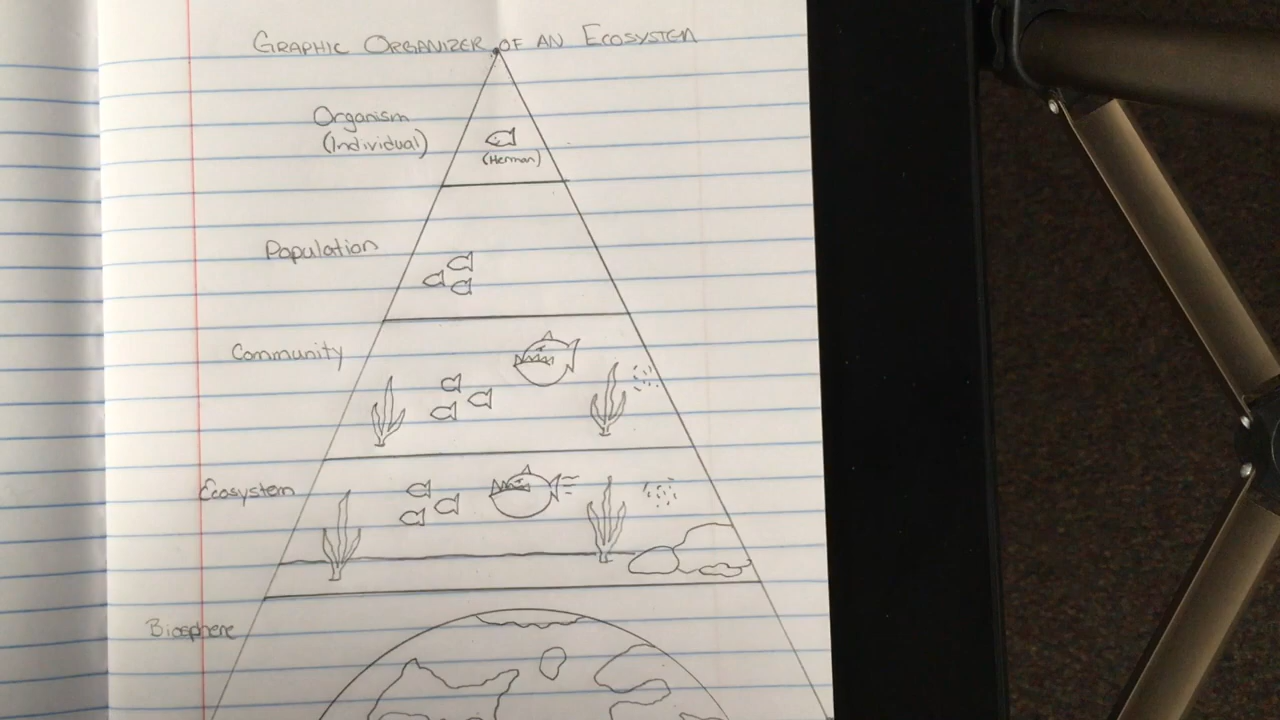 GRAPHIC ORGANIZER OF AN ECOSYSTEM
Organism
(Individual)
(Herman)
Population
Community
Ecosystem
Biosphere